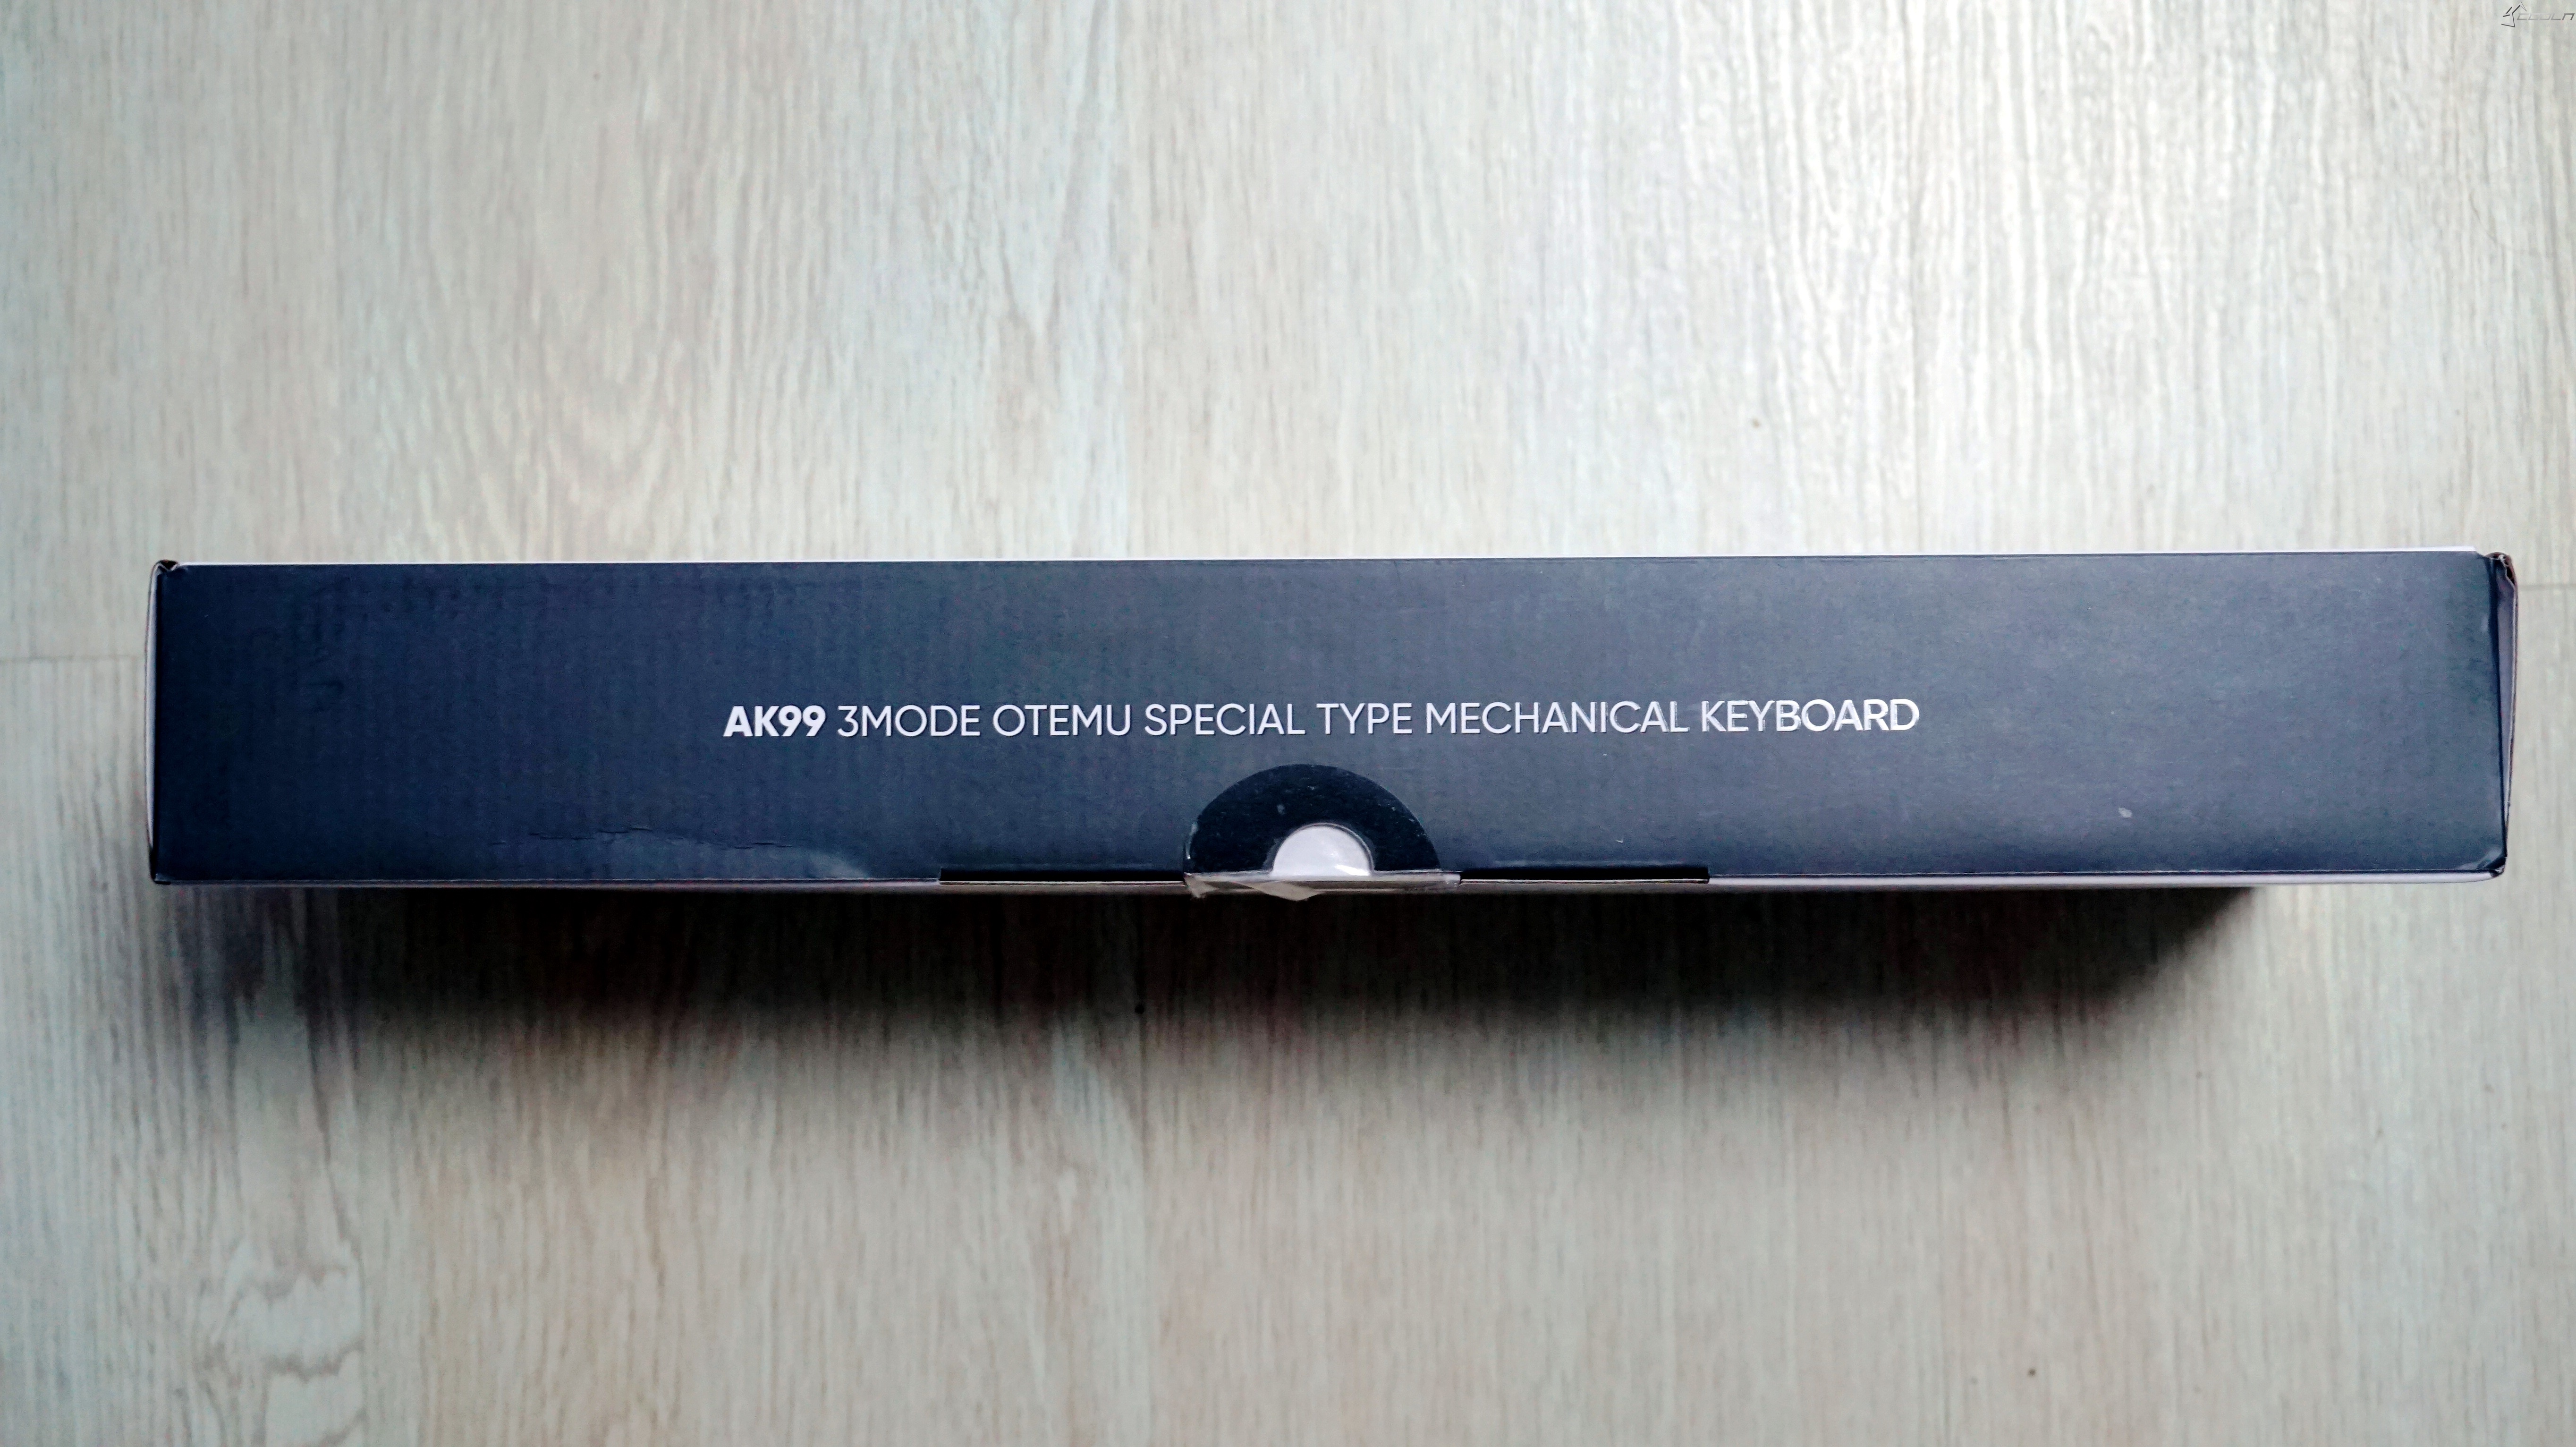 AK99 3MODE OTEMU SPECIAL TYPE MECHANICAL KEYBOARD